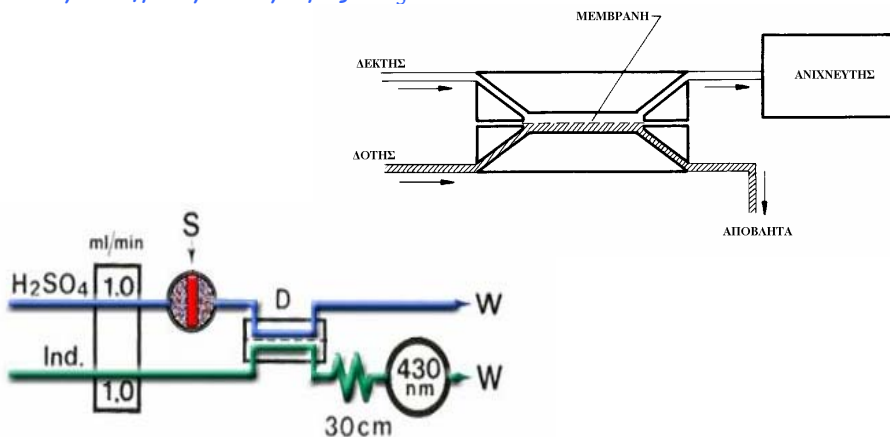 ΜΕΜΒΡΑΝΗ
ΔΕΚΤΗΣ
ΑΝΙΧΝΕΥΤΗΣ
ΔΟΤΗΣ
ΑΠΟΒΛΗΤΑ
S
ml/min
H₂SO₄ 1.0
D
W
Ind.
1.0
430
nm
W
30cm